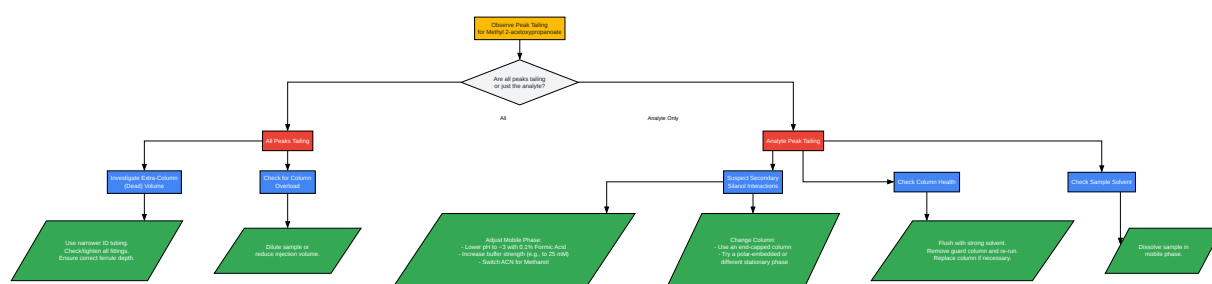 Observe Peak Tailing
for Methyl 2-acetoxypropanoate
Are all peaks tailing
or just the analyte?
All
Analyte Only
All Peaks Tailing
Analyte Peak Tailing
Investigate Extra-Column
(Dead) Volume
Check for Column
Overload
Suspect Secondary
Silanol Interactions
Check Column Health
Check Sample Solvent
Use narrower ID tubing.
Check/tighten all fittings.
Ensure correct ferrule depth.
Dilute sample or
reduce injection volume.
Adjust Mobile Phase:
- Lower pH to ~3 with 0.1% Formic Acid
- Increase buffer strength (e.g., to 25 mM)
- Switch ACN for Methanol
Change Column:
- Use an end-capped column
- Try a polar-embedded or
different stationary phase
Flush with strong solvent.
Remove guard column and re-run.
Replace column if necessary.
Dissolve sample in
mobile phase.